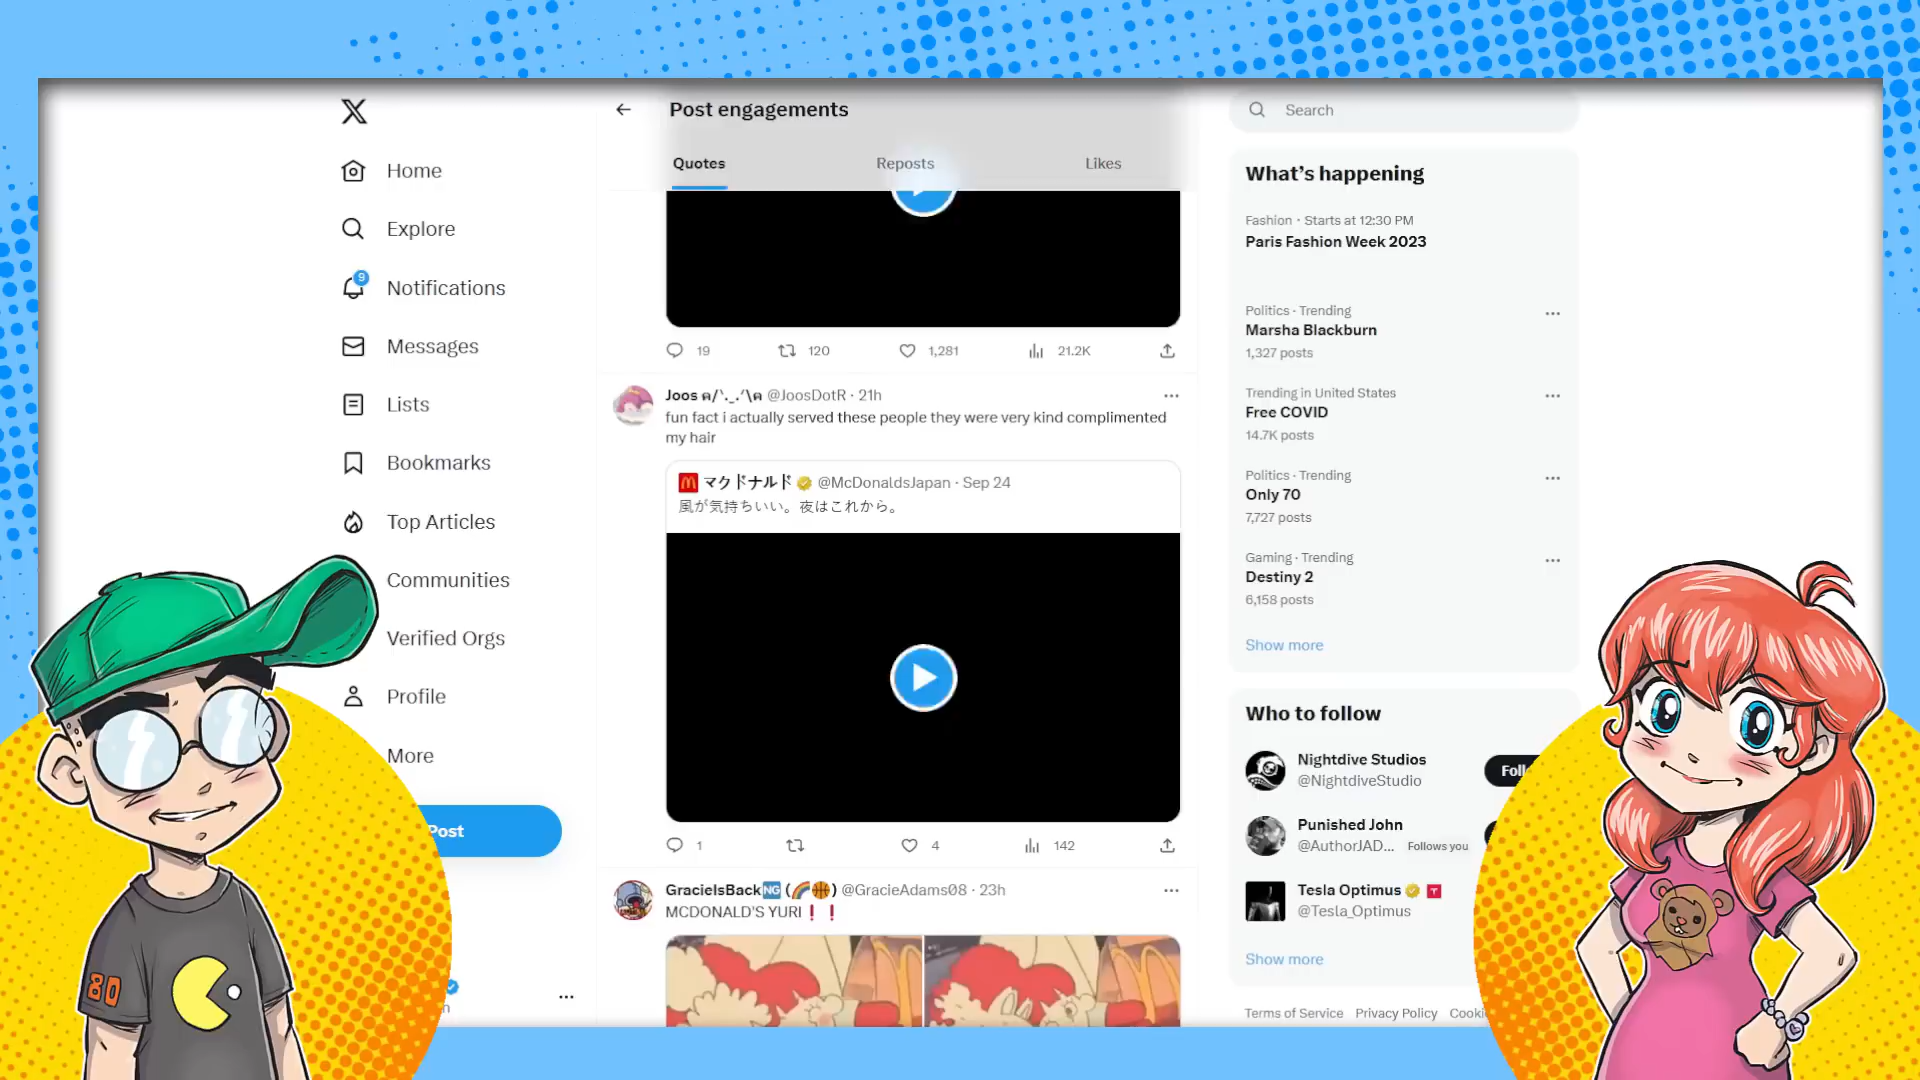 Home
Explore
9
Notifications
Messages
Lists
Bookmarks
Top Articles
Communities
Verified Orgs
Profile
More
Post
Post engagements
Quotes
Reposts
Likes
19
120
1,281
21.2K
Joos @JoosDotR · 21h
fun fact i actually served these people they were very kind complimented
my hair
マクドナルド @McDonaldsJapan · Sep 24
風が気持ちいい。夜はこれから。
1
4
142
GracieIsBack🆖 (🌈🏀) @GracieAdams08 · 23h
MCDONALD'S YURI❗❗
Search
What's happening
Fashion · Starts at 12:30 PM
Paris Fashion Week 2023
Politics · Trending
Marsha Blackburn
1,327 posts
Trending in United States
Free COVID
14.7K posts
Politics · Trending
Only 70
7,727 posts
Gaming · Trending
Destiny 2
6,158 posts
Show more
Who to follow
Nightdive Studios
@NightdiveStudio
Punished John
@AuthorJAD... Follows you
Tesla Optimus
@Tesla_Optimus
Show more
Terms of Service Privacy Policy
80